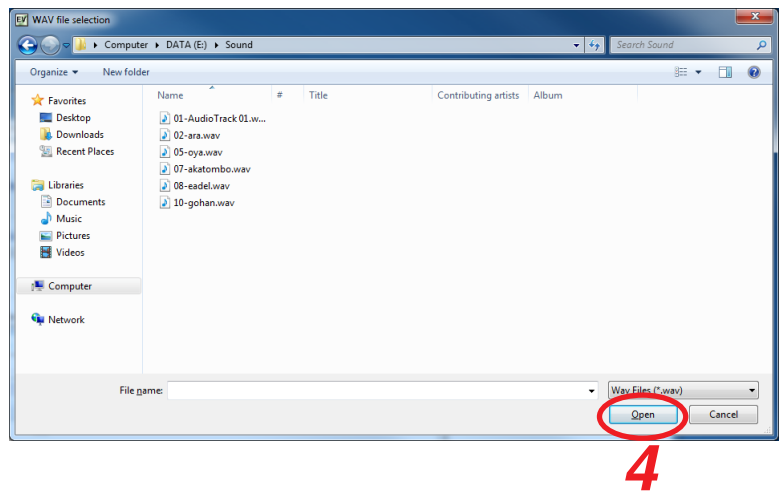 EV WAV file selection
Computer ▸ DATA (E:) ▸ Sound
Search Sound
Organize ▾ New folder
Favorites
Desktop
Downloads
Recent Places
Libraries
Documents
Music
Pictures
Videos
Computer
Network
Name # Title Contributing artists Album
01-AudioTrack 01.w...
02-ara.wav
05-oya.wav
07-akatombo.wav
08-eadel.wav
10-gohan.wav
File name:
Wav Files (*.wav)
Open Cancel
4